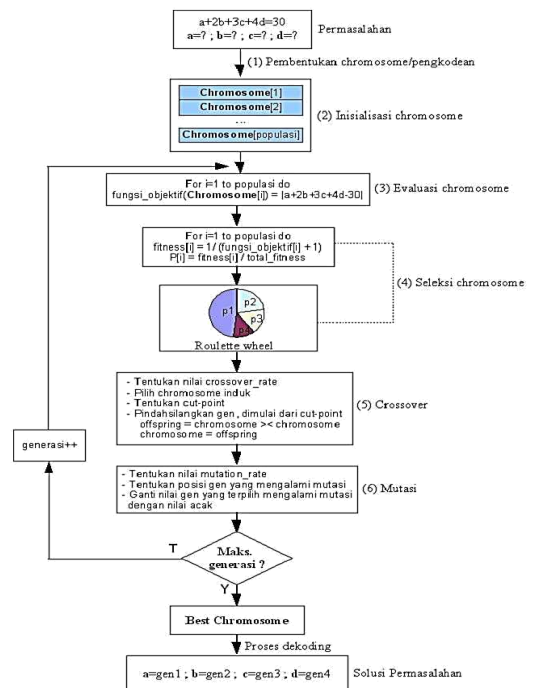 a+2b+3c+4d=30
a=? ; b=? ; c=? ; d=?
Permasalahan
(1) Pembentukan chromosome/pengkodean
Chromosome[1]
Chromosome[2]
...
Chromosome[populasi]
(2) Inisialisasi chromosome
For i=1 to populasi do
fungsi_objektif(Chromosome[i]) = |a+2b+3c+4d-30|
(3) Evaluasi chromosome
For i=1 to populasi do
fitness[i] = 1/(fungsi_objektif[i] + 1)
P[i] = fitness[i] / total_fitness
(4) Seleksi chromosome
p1
p2
p3
p4
Roulette wheel
- Tentukan nilai crossover_rate
- Pilih chromosome induk
- Tentukan cut-point
- Pindahsilangkan gen, dimulai dari cut-point
offspring = chromosome >< chromosome
chromosome = offspring
(5) Crossover
generasi++
- Tentukan nilai mutation_rate
- Tentukan posisi gen yang mengalami mutasi
- Ganti nilai gen yang terpilih mengalami mutasi
dengan nilai acak
(6) Mutasi
T
Maks.
generasi ?
Y
Best Chromosome
Proses dekoding
a=gen1 ; b=gen2 ; c=gen3 ; d=gen4
Solusi Permasalahan